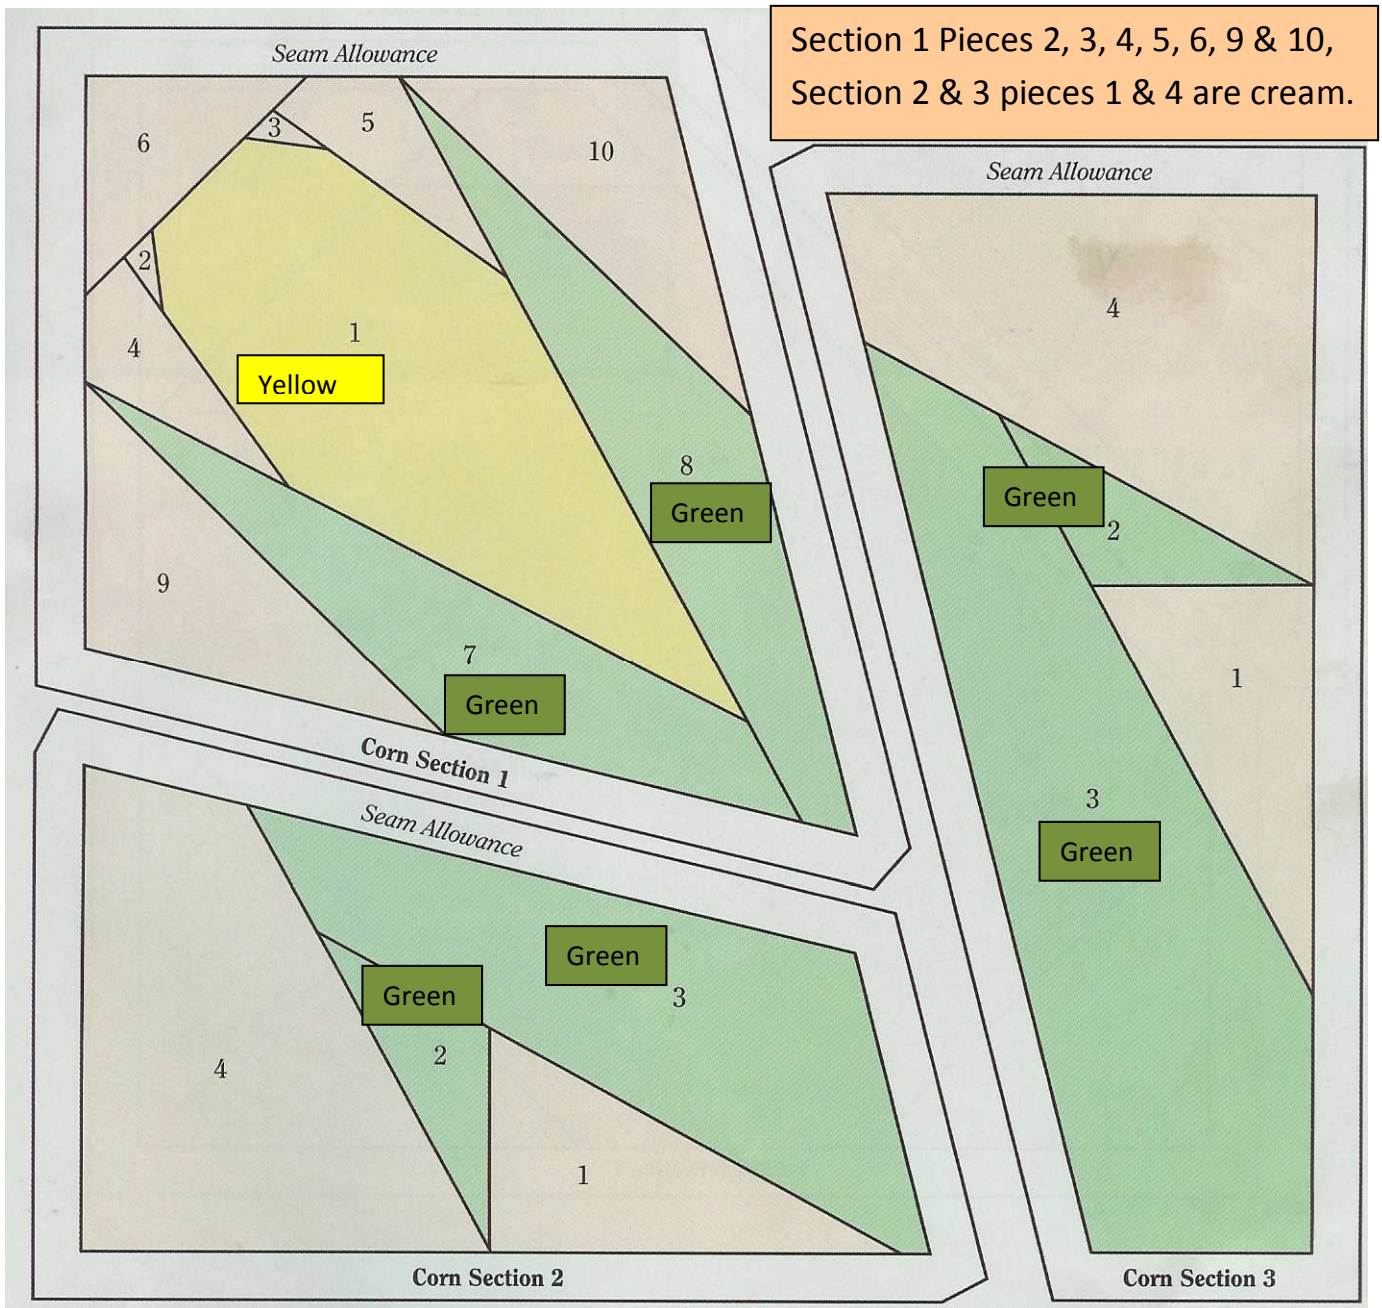 Section 1 Pieces 2, 3, 4, 5, 6, 9 & 10,
Section 2 & 3 pieces 1 & 4 are cream.
Seam Allowance
6
3
5
10
2
4
1
Yellow
8
Green
9
7
Green
Corn Section 1
Seam Allowance
4
Green
2
1
3
Green
Corn Section 3
Seam Allowance
Green
3
Green
4
2
1
Corn Section 2